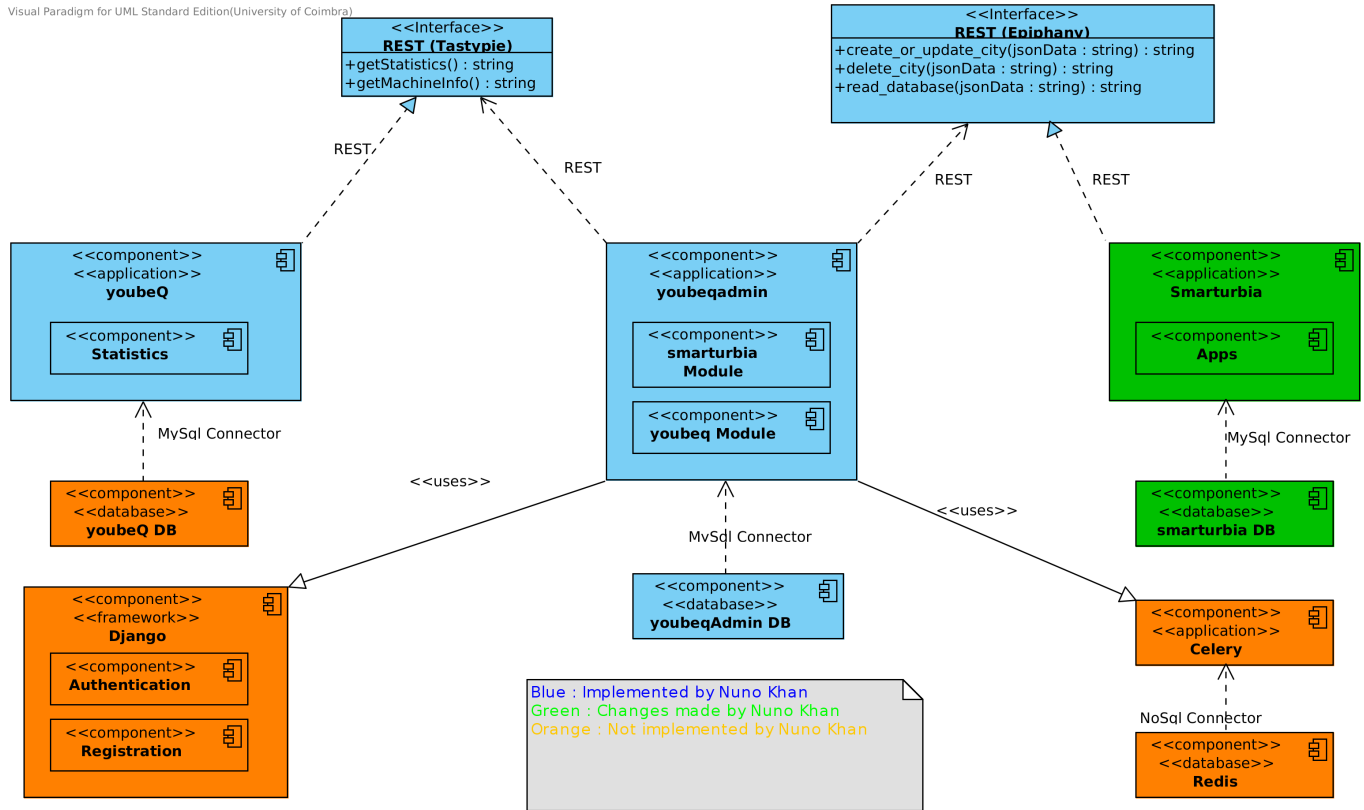 Visual Paradigm for UML Standard Edition(University of Coimbra)
<<Interface>>
REST (Tastypie)
+getStatistics() : string
+getMachineInfo() : string
<<Interface>>
REST (Epiphany)
+create_or_update_city(jsonData : string) : string
+delete_city(jsonData : string) : string
+read_database(jsonData : string) : string
REST
REST
REST
REST
<<component>>
<<application>>
youbeQ
<<component>>
Statistics
<<component>>
<<application>>
youbeqadmin
<<component>>
smarturbia
Module
<<component>>
youbeq Module
<<component>>
<<application>>
Smarturbia
<<component>>
Apps
MySql Connector
MySql Connector
<<uses>>
<<uses>>
<<component>>
<<database>>
youbeQ DB
MySql Connector
<<component>>
<<database>>
smarturbia DB
<<component>>
<<framework>>
Django
<<component>>
Authentication
<<component>>
Registration
<<component>>
<<database>>
youbeqAdmin DB
<<component>>
<<application>>
Celery
NoSql Connector
<<component>>
<<database>>
Redis
Blue : Implemented by Nuno Khan
Green : Changes made by Nuno Khan
Orange : Not implemented by Nuno Khan